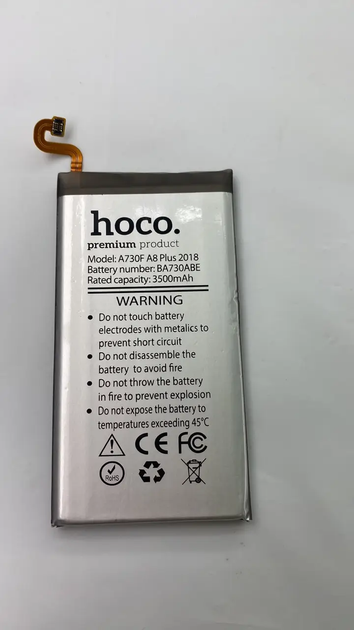 hoco.
premium product
Model: A730F A8 Plus 2018
Battery number: BA730ABE
Rated capacity: 3500mAh
WARNING
• Do not touch battery
electrodes with metalics to
prevent short circuit
• Do not disassemble the
battery to avoid fire
• Do not throw the battery
in fire to prevent explosion
• Do not expose the battery to
temperatures exceeding 45°C
CE FC
RoHS